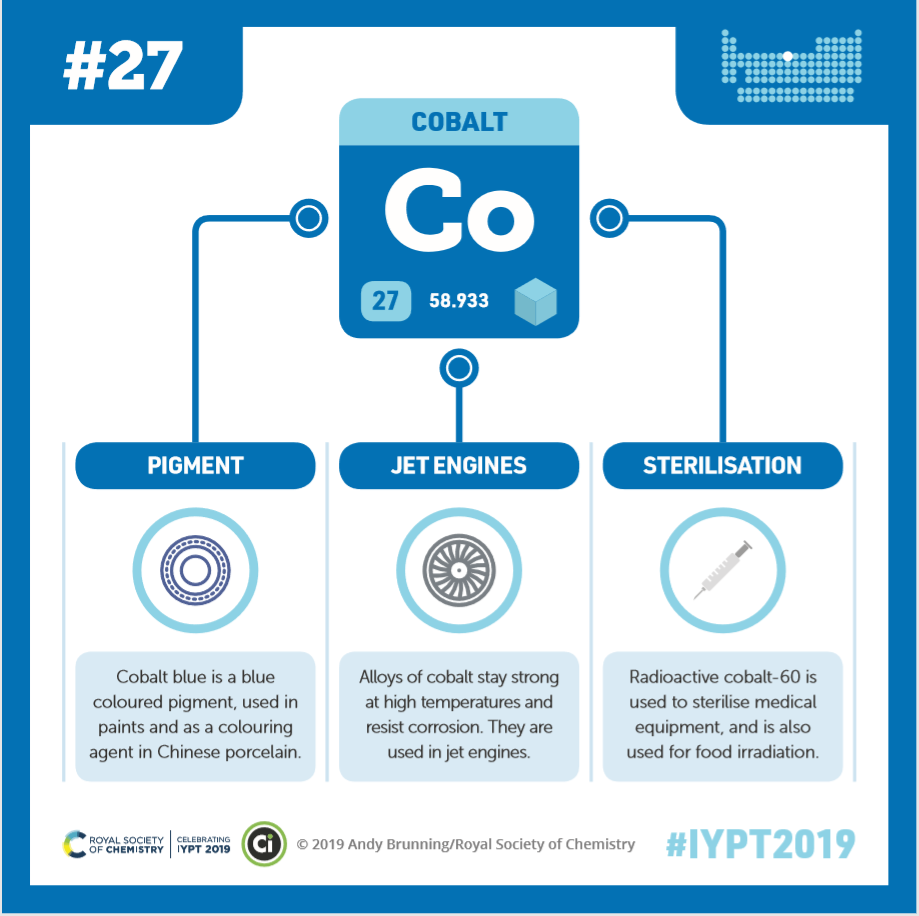 #27
COBALT
Co
27
58.933
PIGMENT
Cobalt blue is a blue
coloured pigment, used in
paints and as a colouring
agent in Chinese porcelain.
JET ENGINES
Alloys of cobalt stay strong
at high temperatures and
resist corrosion. They are
used in jet engines.
STERILISATION
Radioactive cobalt-60 is
used to sterilise medical
equipment, and is also
used for food irradiation.
ROYAL SOCIETY
OF CHEMISTRY
CELEBRATING
IYPT 2019
Ci
© 2019 Andy Brunning/Royal Society of Chemistry
#IYPT2019